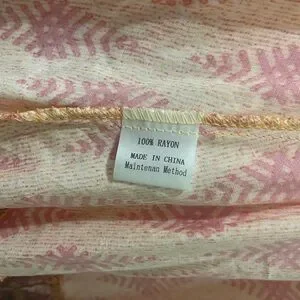 100% RAYON
MADE IN CHINA
Maintenan Method